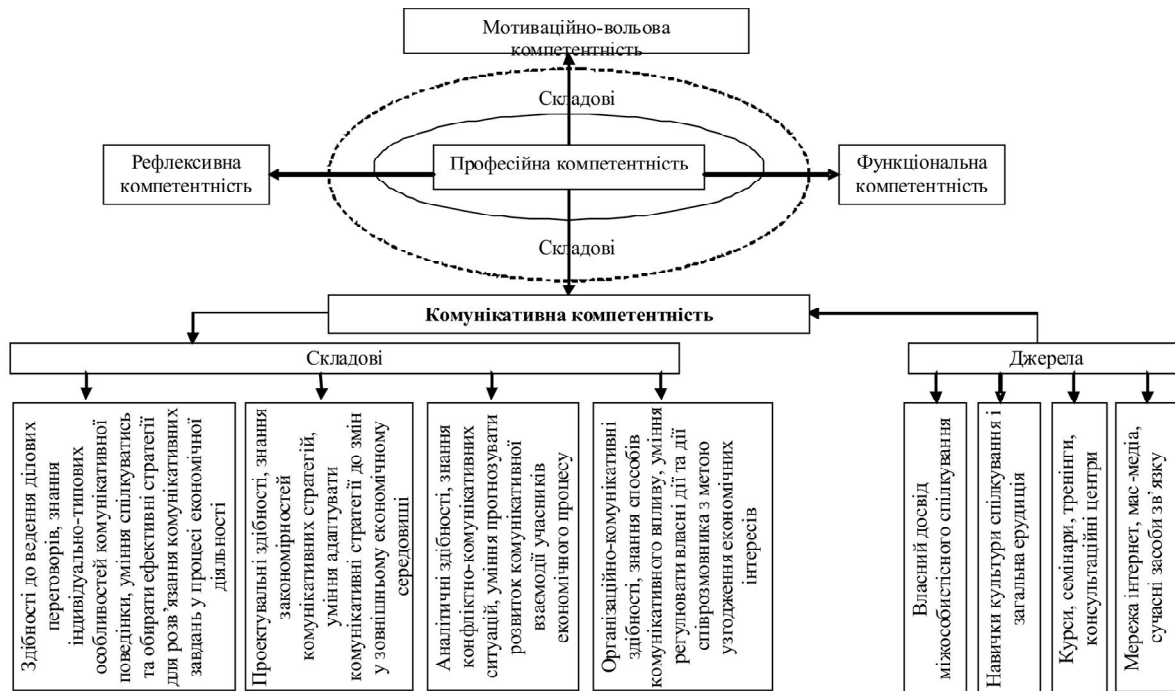 Мотиваційно-вольова
компетентність
Складові
Рефлексивна
компетентність
Професійна компетентність
Функціональна
компетентність
Складові
Комунікативна компетентність
Складові
Джерела
Здібності до ведення ділових
переговорів, знання
індивідуально-типових
особливостей комунікативної
поведінки, уміння спілкуватись
та обирати ефективні стратегії
для розв’язання комунікативних
завдань у процесі економічної
діяльності
Проектувальні здібності, знання
закономірностей
комунікативних стратегій,
уміння адаптувати
комунікативні стратегії до змін
у зовнішньому економічному
середовищі
Аналітичні здібності, знання
конфліктно-комунікативних
ситуацій, уміння прогнозувати
розвиток комунікативної
взаємодії учасників
економічного процесу
Організаційно-комунікативні
здібності, знання способів
комунікативного впливу, уміння
регулювати власні дії та дії
співрозмовника з метою
узгодження економічних
інтересів
Власний досвід
міжособистісного спілкування
Навички культури спілкування і
загальна ерудиція
Курси, семінари, тренінги,
консультаційні центри
Мережа інтернет, мас-медіа,
сучасні засоби зв’язку